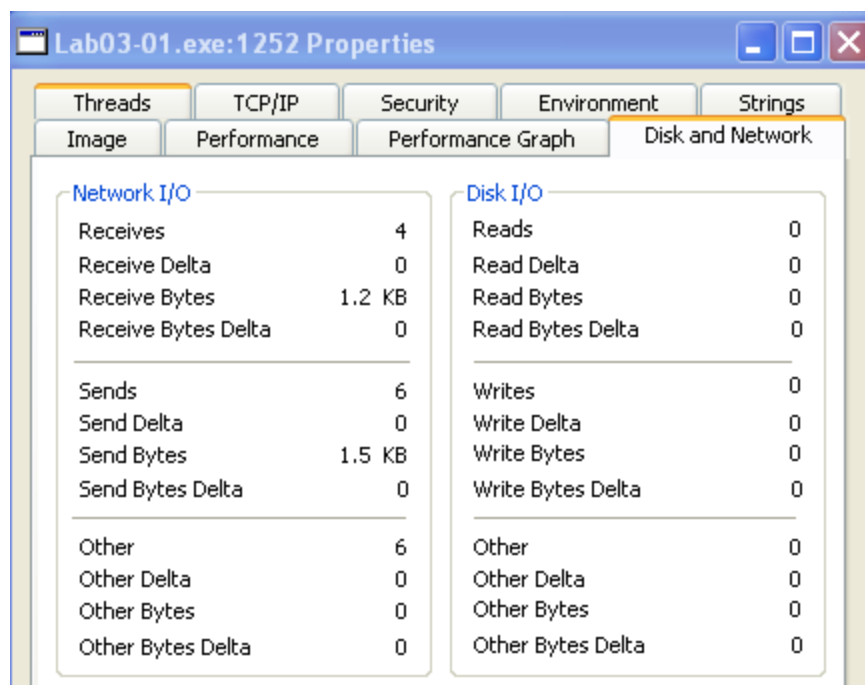 Lab03-01.exe:1252 Properties
Threads TCP/IP Security Environment Strings
Image Performance Performance Graph Disk and Network
Network I/O
Receives 4
Receive Delta 0
Receive Bytes 1.2 KB
Receive Bytes Delta 0
Sends 6
Send Delta 0
Send Bytes 1.5 KB
Send Bytes Delta 0
Other 6
Other Delta 0
Other Bytes 0
Other Bytes Delta 0
Disk I/O
Reads 0
Read Delta 0
Read Bytes 0
Read Bytes Delta 0
Writes 0
Write Delta 0
Write Bytes 0
Write Bytes Delta 0
Other 0
Other Delta 0
Other Bytes 0
Other Bytes Delta 0